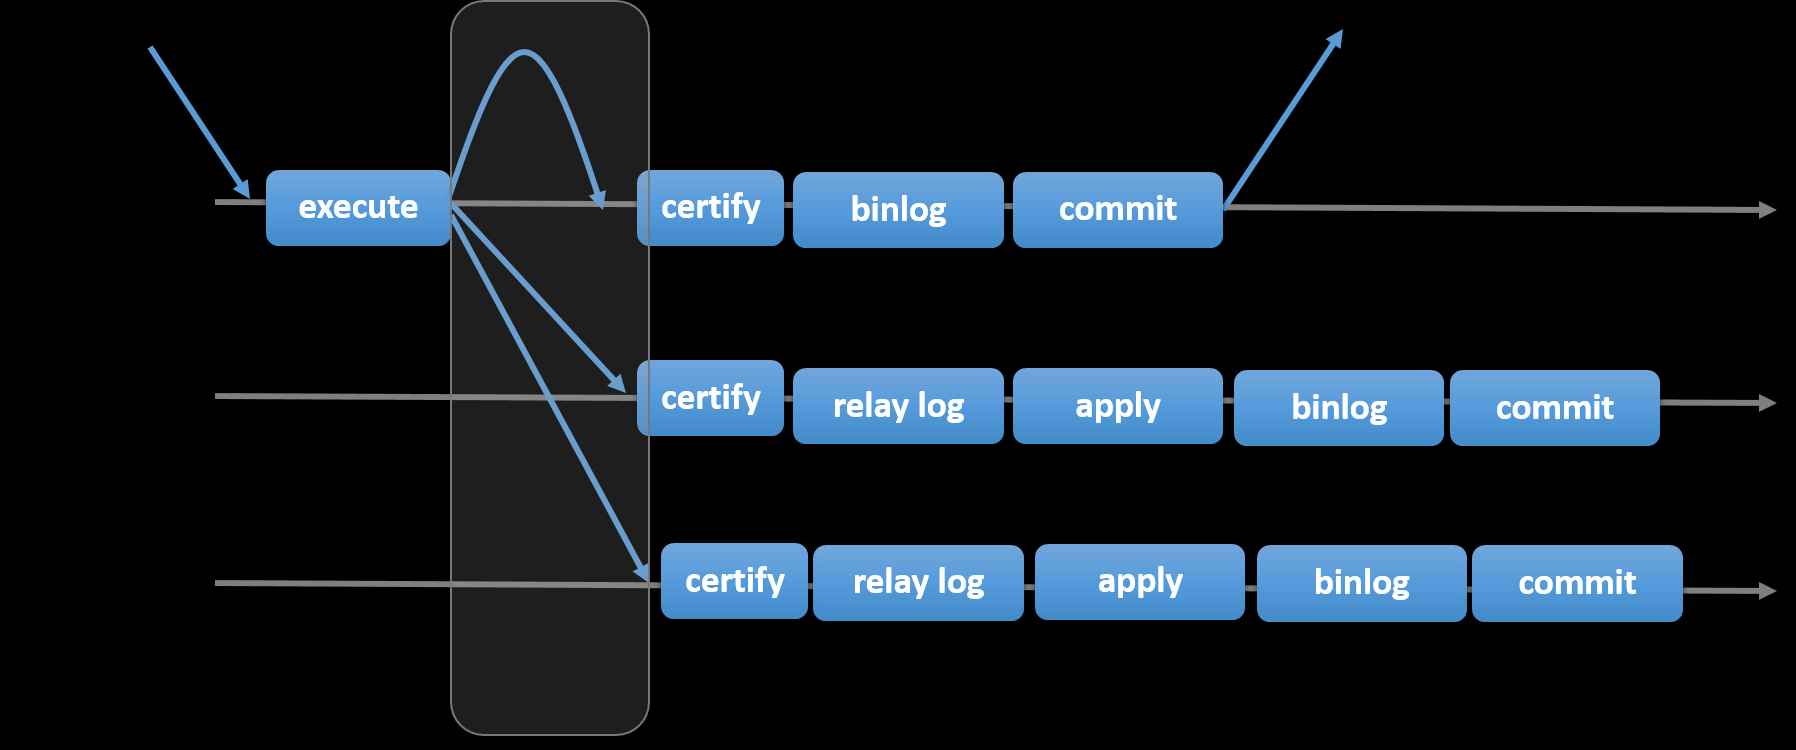 execute
certify
binlog
commit
certify
relay log
apply
binlog
commit
certify
relay log
apply
binlog
commit